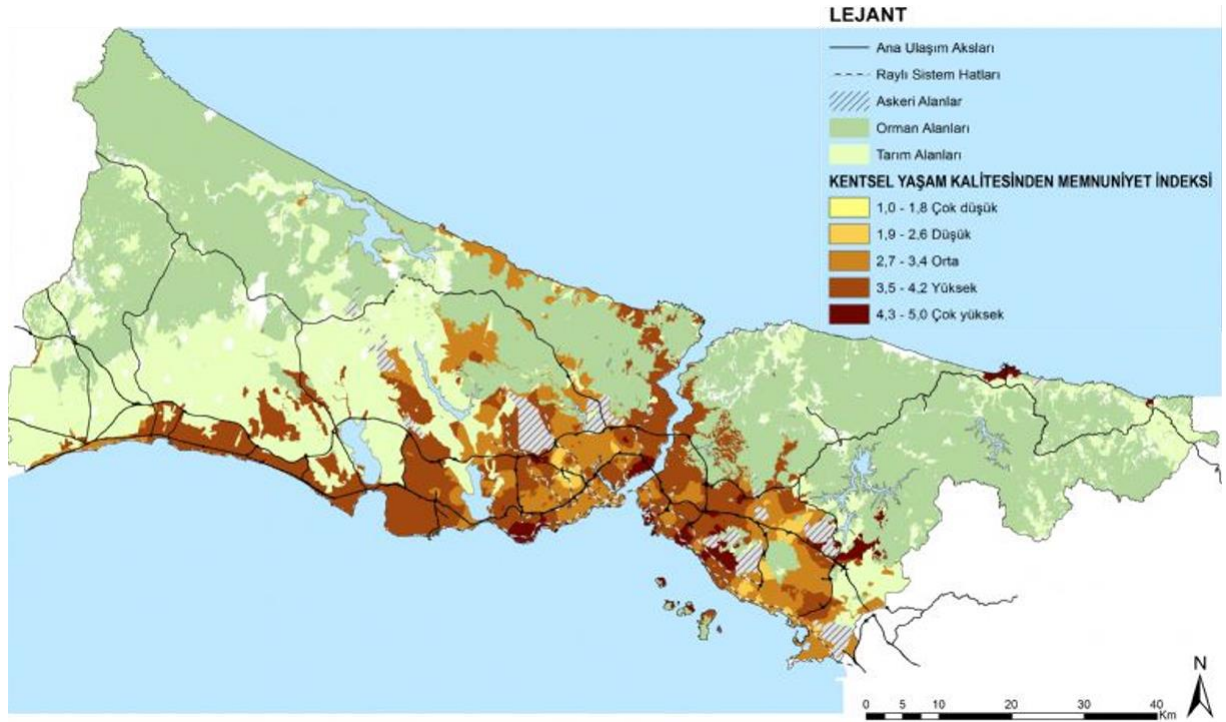 LEJANT
Ana Ulaşım Aksları
Raylı Sistem Hatları
Askeri Alanlar
Orman Alanları
Tarım Alanları
KENTSEL YAŞAM KALİTESİNDEN MEMNUNİYET İNDEKSİ
1,0 - 1,8 Çok düşük
1,9 - 2,6 Düşük
2,7 - 3,4 Orta
3,5 - 4,2 Yüksek
4,3 - 5,0 Çok yüksek
N
0 5 10 20 30 40
Km